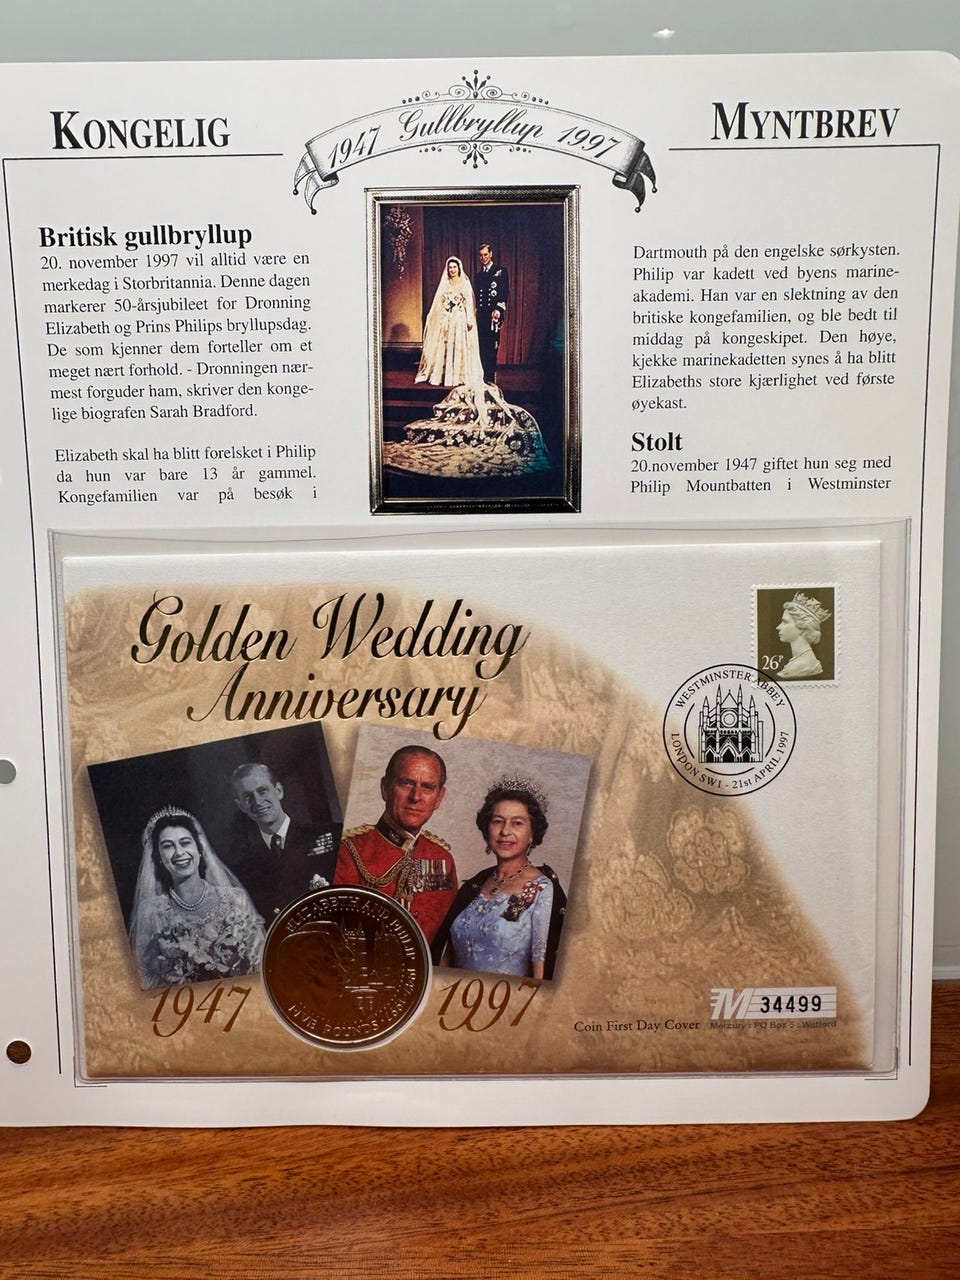 KONGELIG
1947 Gullbryllup 1997
MYNTBREV
Britisk gullbryllup
20. november 1997 vil alltid være en
merkedag i Storbritannia. Denne dagen
markerer 50-årsjubileet for Dronning
Elizabeth og Prins Philips bryllupsdag.
De som kjenner dem forteller om et
meget nært forhold. - Dronningen nær-
mest forguder ham, skriver den konge-
lige biografen Sarah Bradford.
Elizabeth skal ha blitt forelsket i Philip
da hun var bare 13 år gammel.
Kongefamilien var på besøk i
Dartmouth på den engelske sørkysten.
Philip var kadett ved byens marine-
akademi. Han var en slektning av den
britiske kongefamilien, og ble bedt til
middag på kongeskipet. Den høye,
kjekke marinekadetten synes å ha blitt
Elizabeths store kjærlighet ved første
øyekast.
Stolt
20.november 1947 giftet hun seg med
Philip Mountbatten i Westminster
Golden Wedding
Anniversary
26P
WESTMINSTER ABBEY
LONDON SW1 - 21st APRIL 1997
ELIZABETH AND PHILIP
FIVE POUNDS 1997
1947
1997
Coin First Day Cover
M 34499
Mercury : PO Box 5 : Watford